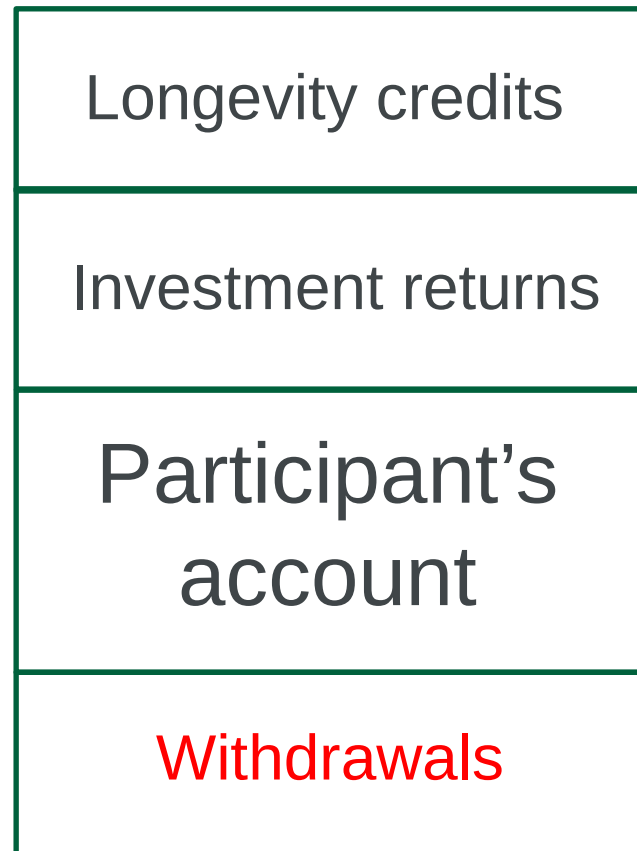 Longevity credits
Investment returns
Participant’s
account
Withdrawals